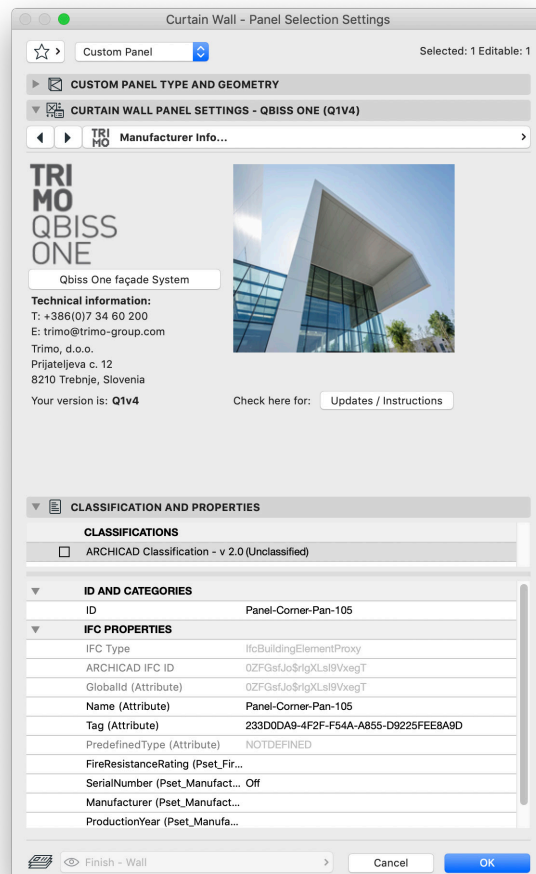 Curtain Wall - Panel Selection Settings
Custom Panel
Selected: 1 Editable: 1
CUSTOM PANEL TYPE AND GEOMETRY
CURTAIN WALL PANEL SETTINGS - QBISS ONE (Q1V4)
TRI
MO
Manufacturer Info...
TRI
MO
QBISS
ONE
Qbiss One façade System
Technical information:
T: +386(0)7 34 60 200
E: trimo@trimo-group.com
Trimo, d.o.o.
Prijateljeva c. 12
8210 Trebnje, Slovenia
Your version is: Q1v4
Check here for:
Updates / Instructions
CLASSIFICATION AND PROPERTIES
CLASSIFICATIONS
ARCHICAD Classification - v 2.0 (Unclassified)
ID AND CATEGORIES
ID Panel-Corner-Pan-105
IFC PROPERTIES
IFC Type IfcBuildingElementProxy
ARCHICAD IFC ID 0ZFGsfJo$rIgXLsI9VxegT
GlobalId (Attribute) 0ZFGsfJo$rIgXLsI9VxegT
Name (Attribute) Panel-Corner-Pan-105
Tag (Attribute) 233D0DA9-4F2F-F54A-A855-D9225FEE8A9D
PredefinedType (Attribute) NOTDEFINED
FireResistanceRating (Pset_Fir...
SerialNumber (Pset_Manufact... Off
Manufacturer (Pset_Manufact...
ProductionYear (Pset_Manufa...
Finish - Wall
Cancel
OK